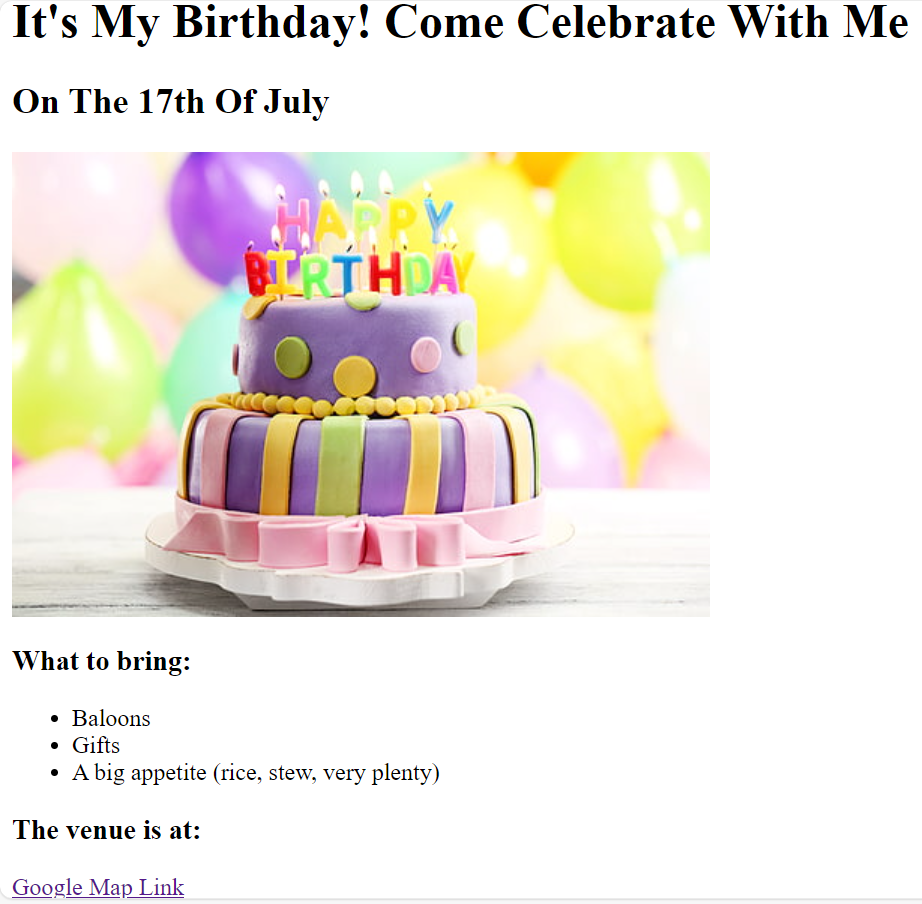 It's My Birthday! Come Celebrate With Me
On The 17th Of July
HAPPY
BIRTHDAY
What to bring:
Baloons
Gifts
A big appetite (rice, stew, very plenty)
The venue is at:
Google Map Link